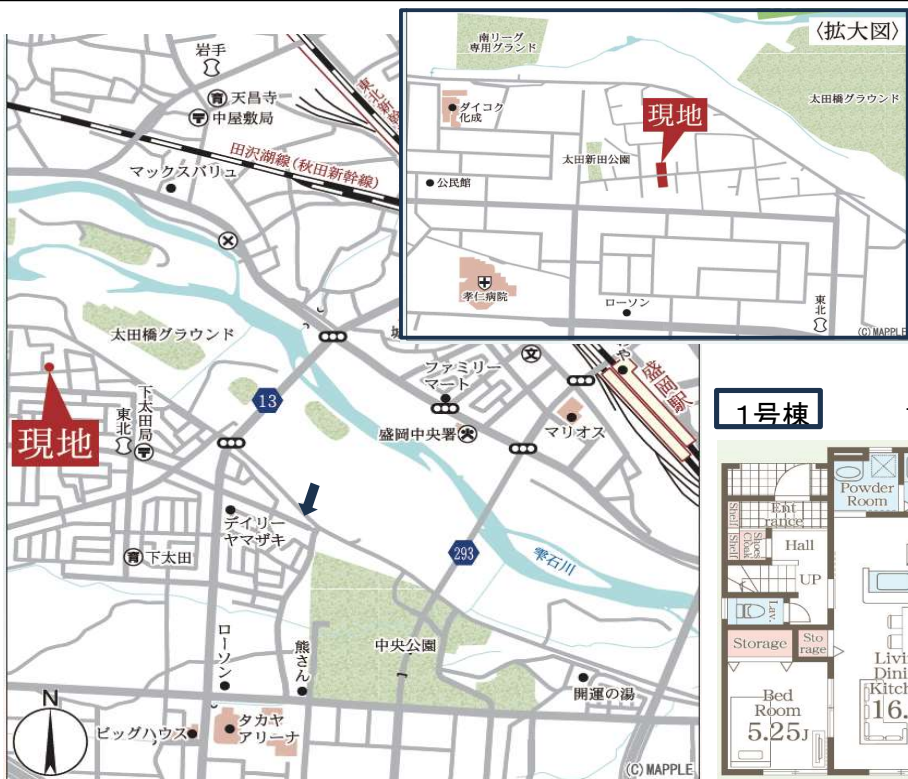 岩手
天昌寺
中屋敷局
東北新幹
田沢湖線(秋田新幹線)
マックスバリュ
太田橋グラウンド
13
ファミリー
マート
盛岡駅
現地
下太田局
東北
盛岡中央署
マリオス
デイリー
ヤマザキ
下太田
293
雫石川
ローソン
熊さん
中央公園
開運の湯
N
ビッグハウス
タカヤ
アリーナ
(C) MAPPLE
〈拡大図〉
南リーグ
専用グランド
太田橋グラウンド
ダイコク
化成
現地
太田新田公園
公民館
孝仁病院
ローソン
東北
(C) MAPPLE
1号棟
Powder
Room
Shelf
Ent
rance
Shoes
Cloak
Shelf
Hall
UP
Lav.
Storage
Sto
rage
Bed
Room
5.25J
Livin
Dinin
Kitch
16.